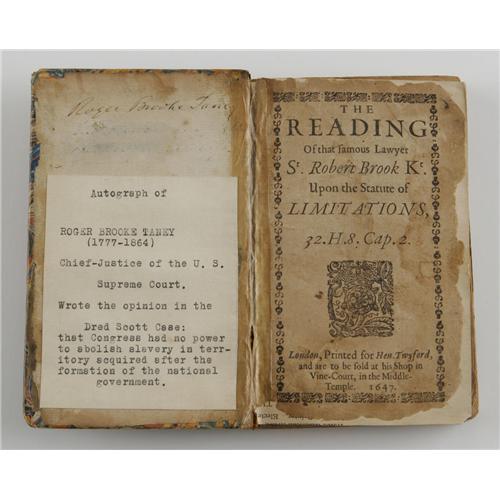 Roger Brooke Taney
Autograph of
ROGER BROOKE TANEY
(1777-1864)
Chief-Justice of the U. S.
Supreme Court.
Wrote the opinion in the
Dred Scott Case:
that Congress had no power
to abolish slavery in terr-
itory acquired after the
formation of the national
government.
THE
READING
Of that famous Lawyer
Sr. Robert Brook Kt.
Upon the Statute of
LIMITATIONS,
32.H.8. Cap. 2.
London, Printed for Hen. Twyford,
and are to be sold at his Shop in
Vine-Court, in the Middle-
Temple. 1647.